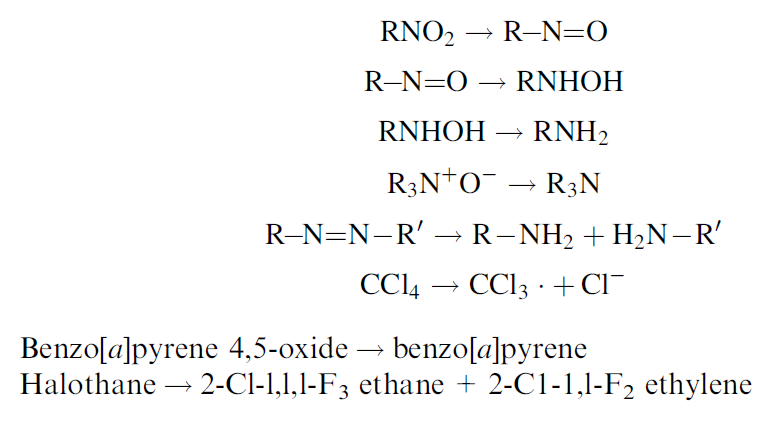 RNO₂ → R–N=O
R–N=O → RNHOH
RNHOH → RNH₂
R₃N⁺O⁻ → R₃N
R–N=N–R′ → R–NH₂ + H₂N–R′
CCl₄ → CCl₃ · + Cl⁻
Benzo[a]pyrene 4,5-oxide → benzo[a]pyrene
Halothane → 2-Cl-l,l,l-F₃ ethane + 2-C1-1,l-F₂ ethylene